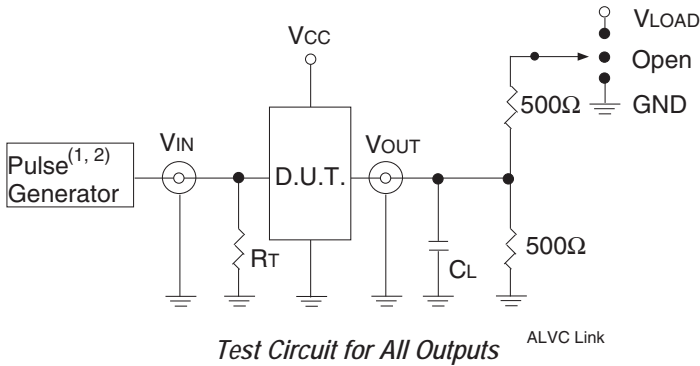 VLOAD
VCC
Open
500Ω
GND
VIN
VOUT
Pulse(1, 2)
Generator
D.U.T.
RT
CL
500Ω
Test Circuit for All Outputs
ALVC Link